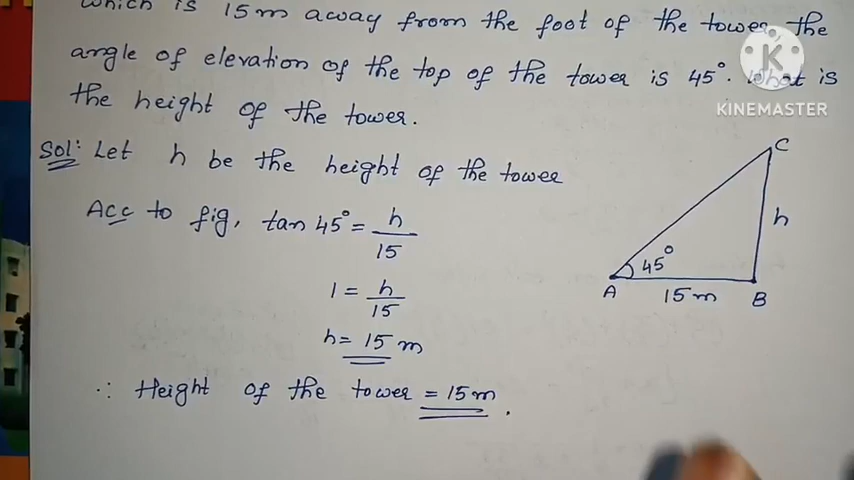 which is 15m away from the foot of the tower, the
angle of elevation of the top of the tower is 45°. What is
the height of the tower.
Sol: Let h be the height of the tower
Acc to fig, tan 45° = h/15
1 = h/15
h = 15 m
∴ Height of the tower = 15m.
C
h
45°
A 15m B
K
KINEMASTER